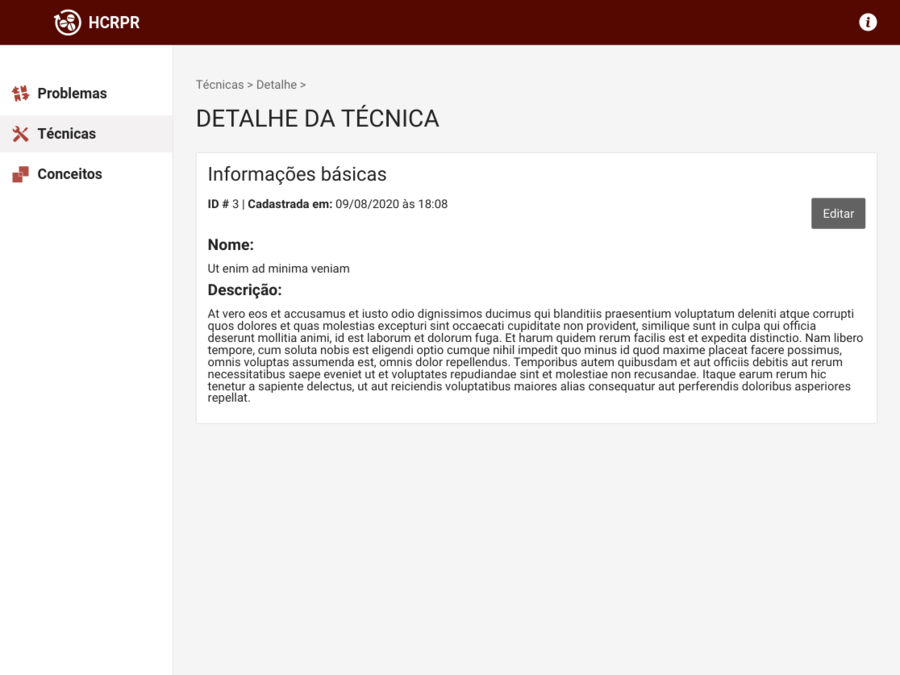 HCRPR
Problemas
Técnicas
Conceitos
Técnicas > Detalhe >
DETALHE DA TÉCNICA
Informações básicas
ID # 3 | Cadastrada em: 09/08/2020 às 18:08
Editar
Nome:
Ut enim ad minima veniam
Descrição:
At vero eos et accusamus et iusto odio dignissimos ducimus qui blanditiis praesentium voluptatum deleniti atque corrupti
quos dolores et quas molestias excepturi sint occaecati cupiditate non provident, similique sunt in culpa qui officia
deserunt mollitia animi, id est laborum et dolorum fuga. Et harum quidem rerum facilis est et expedita distinctio. Nam libero
tempore, cum soluta nobis est eligendi optio cumque nihil impedit quo minus id quod maxime placeat facere possimus,
omnis voluptas assumenda est, omnis dolor repellendus. Temporibus autem quibusdam et aut officiis debitis aut rerum
necessitatibus saepe eveniet ut et voluptates repudiandae sint et molestiae non recusandae. Itaque earum rerum hic
tenetur a sapiente delectus, ut aut reiciendis voluptatibus maiores alias consequatur aut perferendis doloribus asperiores
repellat.